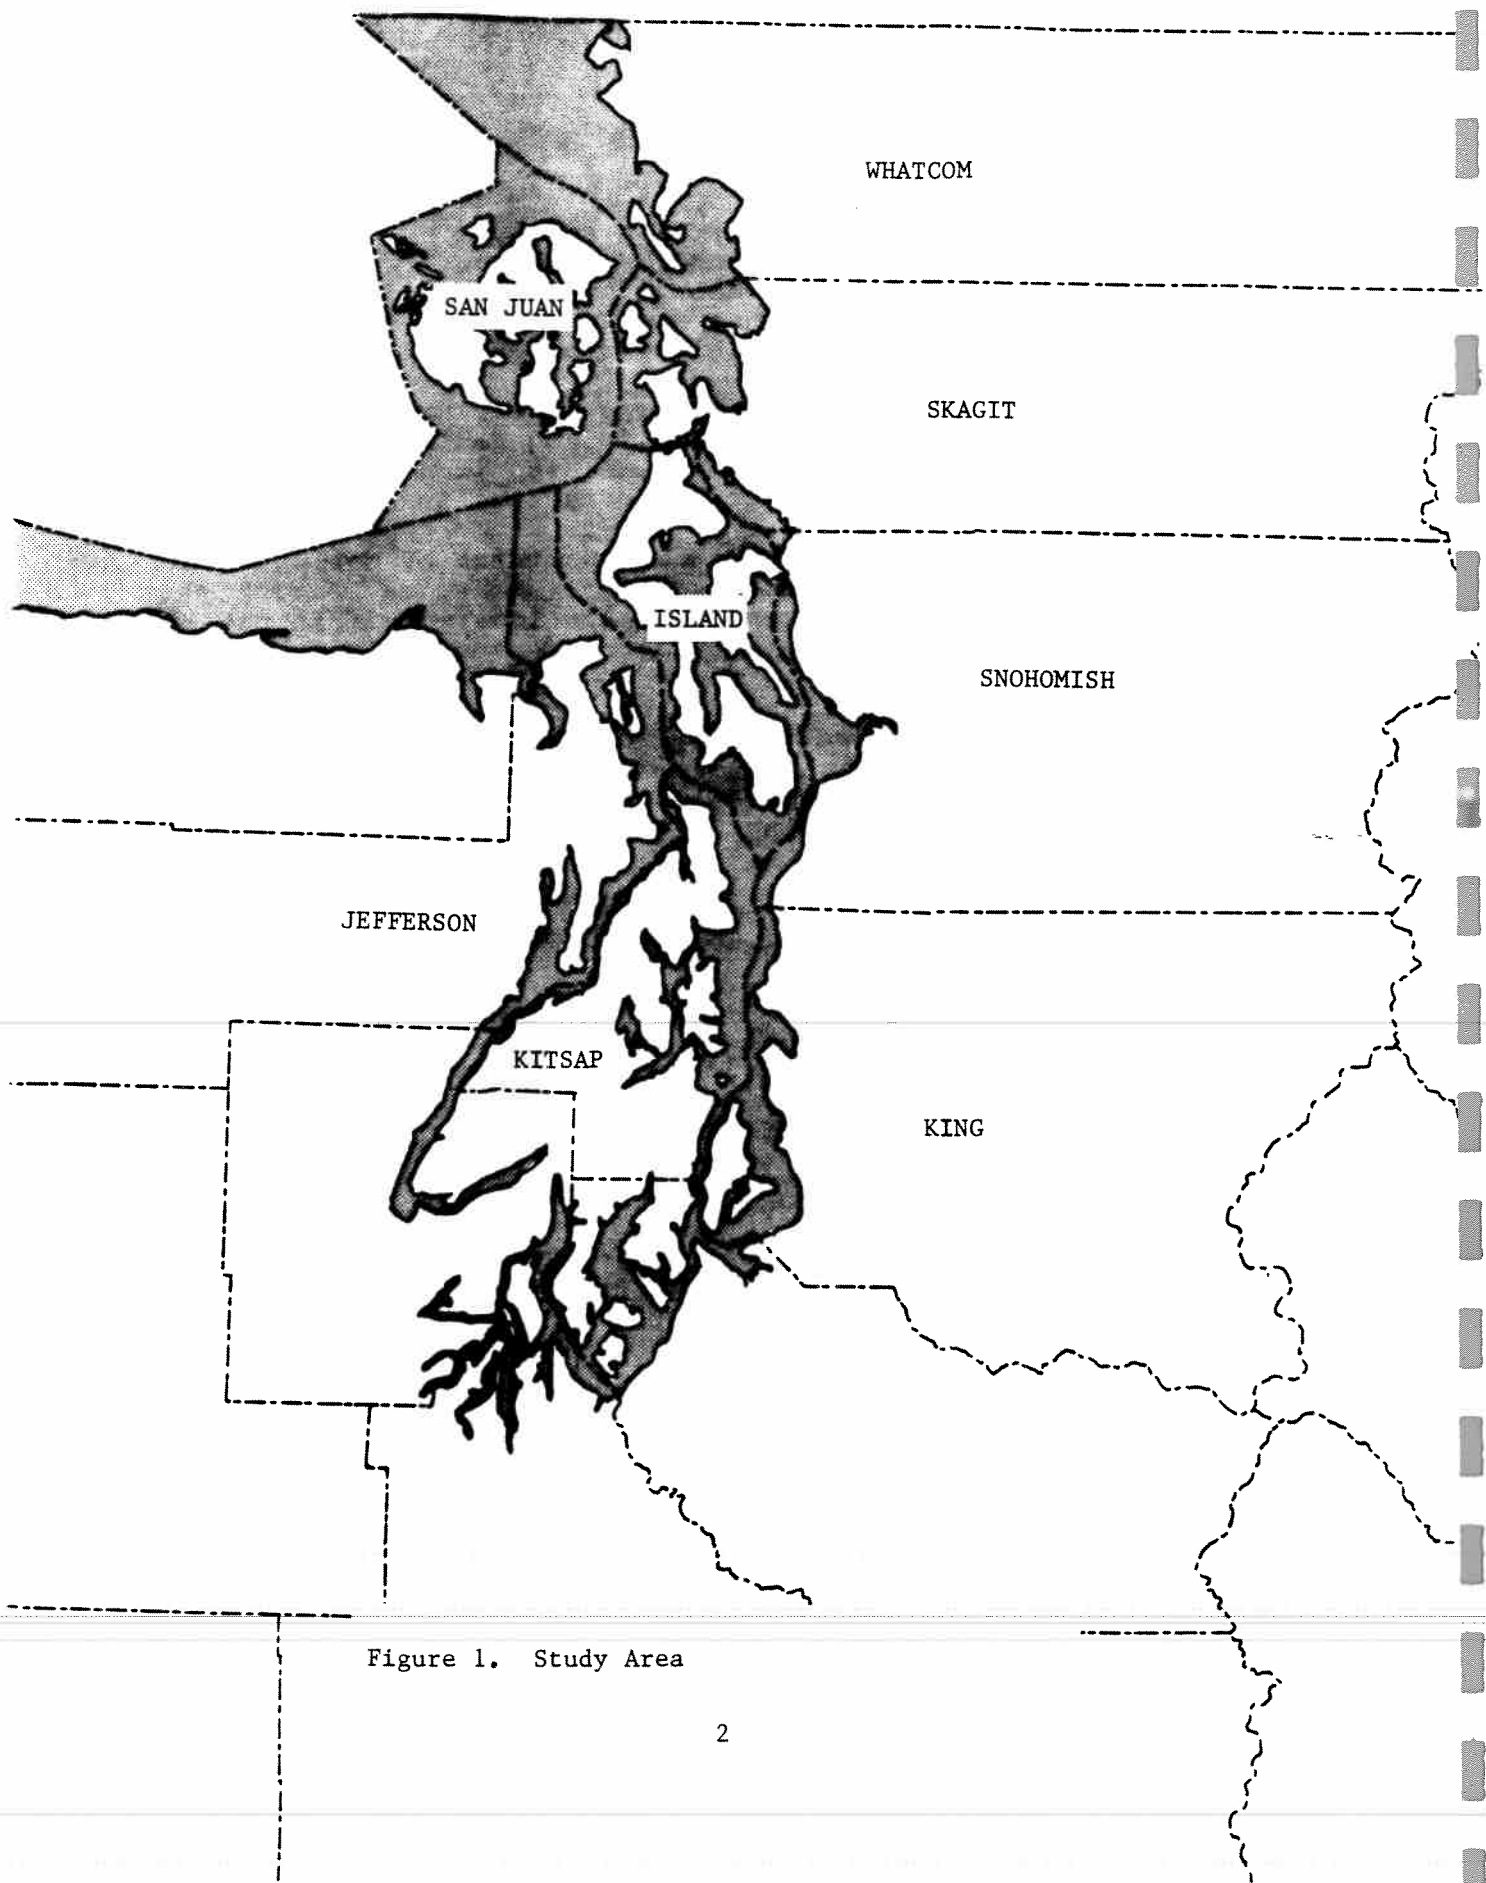 WHATCOM
SAN JUAN
SKAGIT
ISLAND
SNOHOMISH
JEFFERSON
KITSAP
KING
Figure 1. Study Area
2